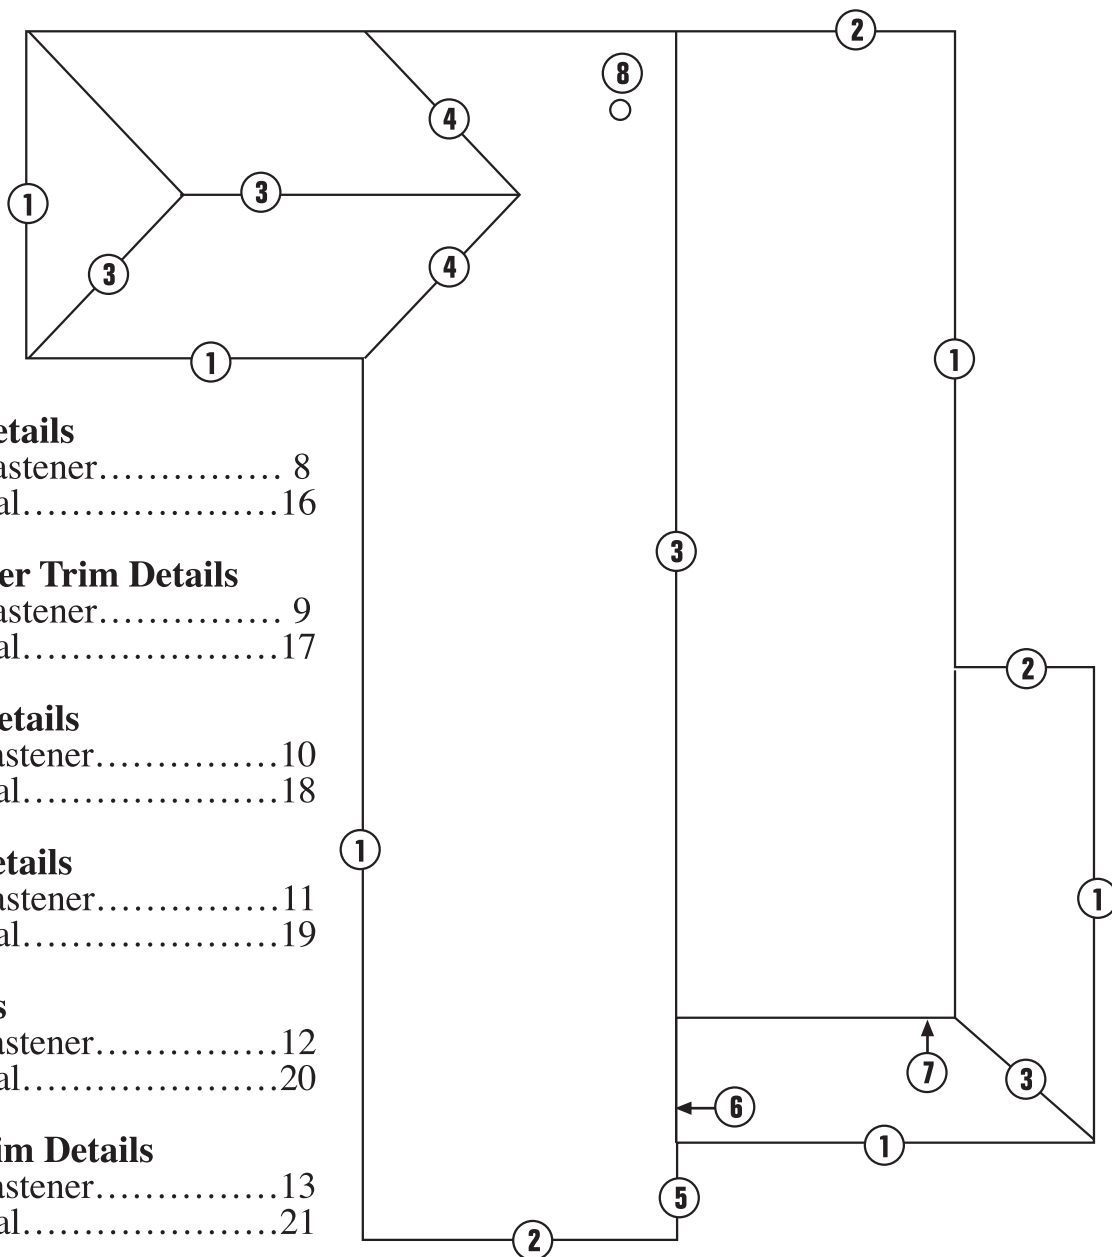 2
8
4
3
1
4
3
1
1
etails
astener............... 8
al.....................16
3
er Trim Details
astener............... 9
al.....................17
2
etails
astener...............10
al.....................18
1
etails
astener...............11
al.....................19
1
s
astener...............12
al.....................20
7
3
6
im Details
1
astener...............13
al.....................21
5
2